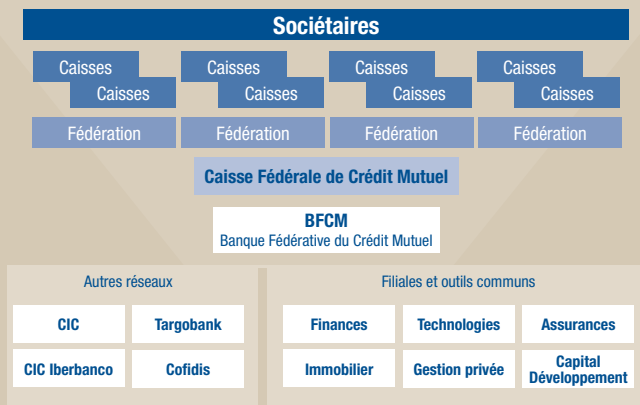 Sociétaires
Caisses Caisses Caisses Caisses
Caisses Caisses Caisses Caisses
Fédération Fédération Fédération Fédération
Caisse Fédérale de Crédit Mutuel
BFCM
Banque Fédérative du Crédit Mutuel
Autres réseaux
CIC Targobank
CIC Iberbanco Cofidis
Filiales et outils communs
Finances Technologies Assurances
Immobilier Gestion privée Capital
Développement